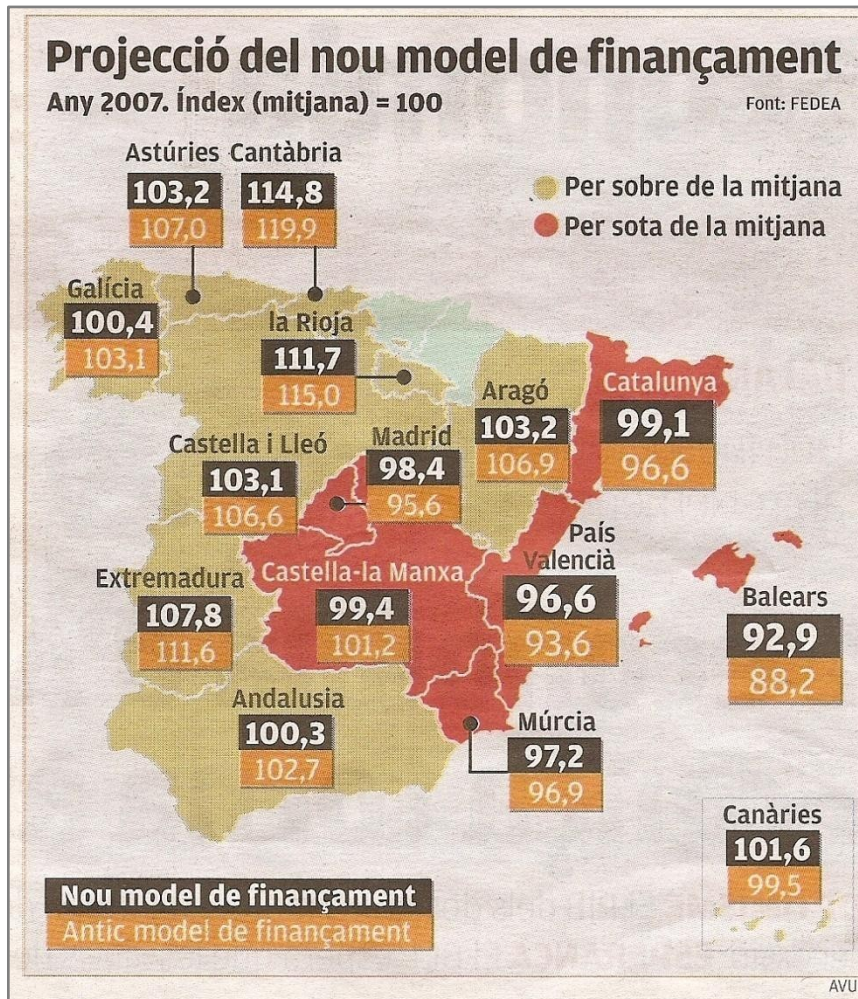 Projecció del nou model de finançament
Any 2007. Índex (mitjana) = 100
Font: FEDEA
Per sobre de la mitjana
Per sota de la mitjana
Astúries
103,2
107,0
Cantàbria
114,8
119,9
Galícia
100,4
103,1
la Rioja
111,7
115,0
Aragó
103,2
106,9
Catalunya
99,1
96,6
Castella i Lleó
103,1
106,6
Madrid
98,4
95,6
País
Valencià
96,6
93,6
Extremadura
107,8
111,6
Castella-la Manxa
99,4
101,2
Balears
92,9
88,2
Andalusia
100,3
102,7
Múrcia
97,2
96,9
Canàries
101,6
99,5
Nou model de finançament
Antic model de finançament
AVU